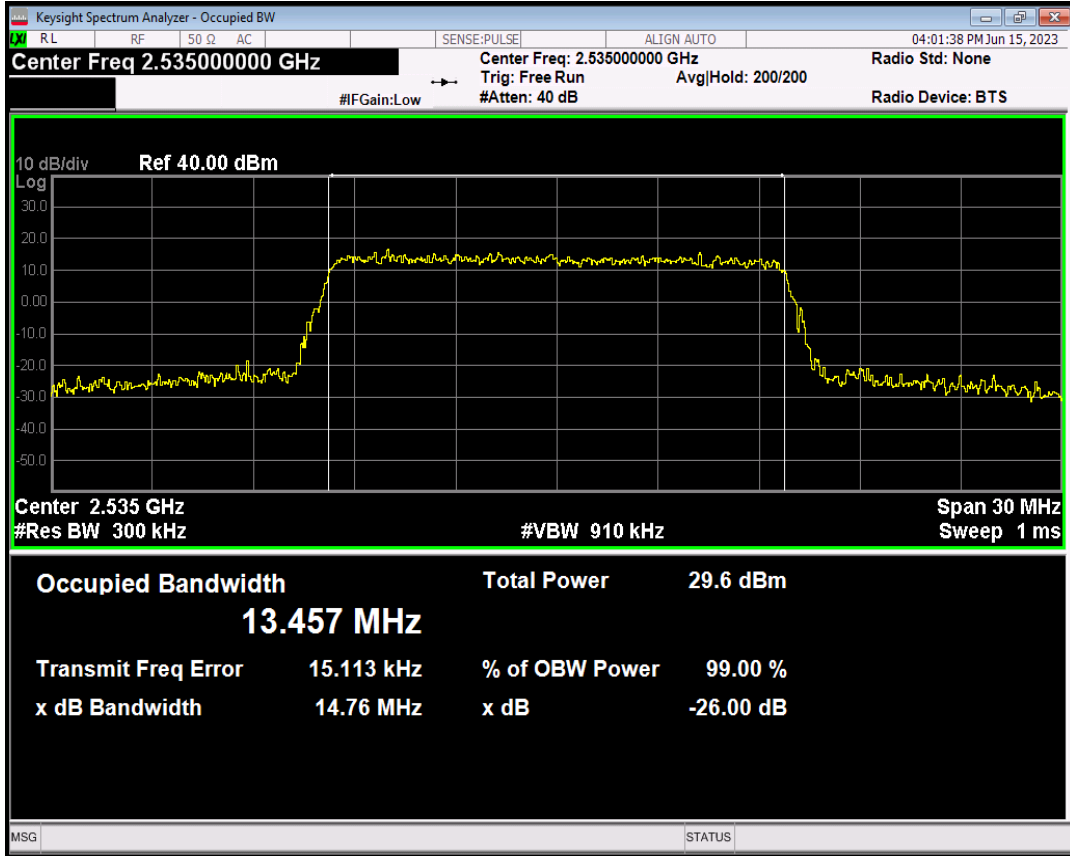 Keysight Spectrum Analyzer - Occupied BW
LXI RL RF 50 Ω AC SENSE:PULSE ALIGN AUTO 04:01:38 PM Jun 15, 2023
Center Freq 2.535000000 GHz Center Freq: 2.535000000 GHz Radio Std: None
Trig: Free Run Avg|Hold: 200/200
#IFGain:Low #Atten: 40 dB Radio Device: BTS
10 dB/div Ref 40.00 dBm
Log
30.0
20.0
10.0
0.00
-10.0
-20.0
-30.0
-40.0
-50.0
Center 2.535 GHz Span 30 MHz
#Res BW 300 kHz #VBW 910 kHz Sweep 1 ms
Occupied Bandwidth Total Power 29.6 dBm
13.457 MHz
Transmit Freq Error 15.113 kHz % of OBW Power 99.00 %
x dB Bandwidth 14.76 MHz x dB -26.00 dB
MSG STATUS